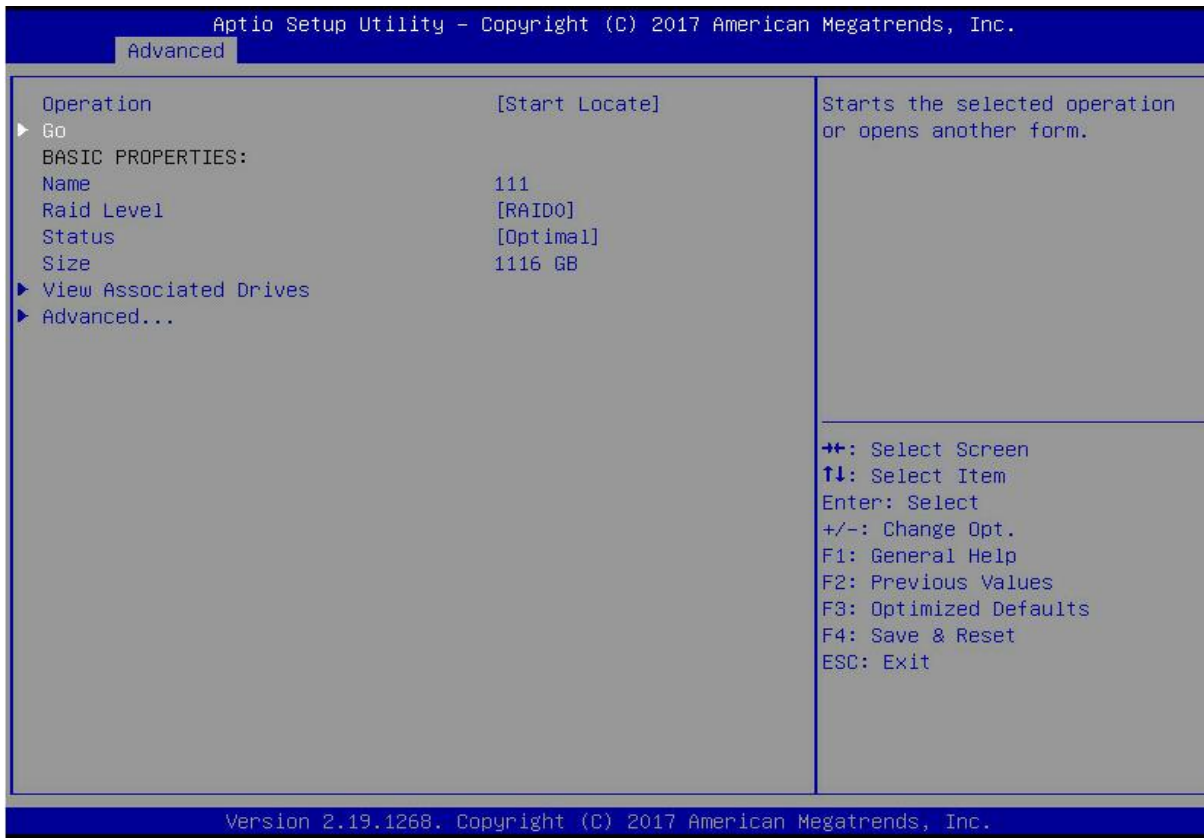 Aptio Setup Utility – Copyright (C) 2017 American Megatrends, Inc.
Advanced
Operation [Start Locate]
Go
BASIC PROPERTIES:
Name 111
Raid Level [RAID0]
Status [Optimal]
Size 1116 GB
View Associated Drives
Advanced...
Starts the selected operation
or opens another form.
→←: Select Screen
↑↓: Select Item
Enter: Select
+/-: Change Opt.
F1: General Help
F2: Previous Values
F3: Optimized Defaults
F4: Save & Reset
ESC: Exit
Version 2.19.1268. Copyright (C) 2017 American Megatrends, Inc.